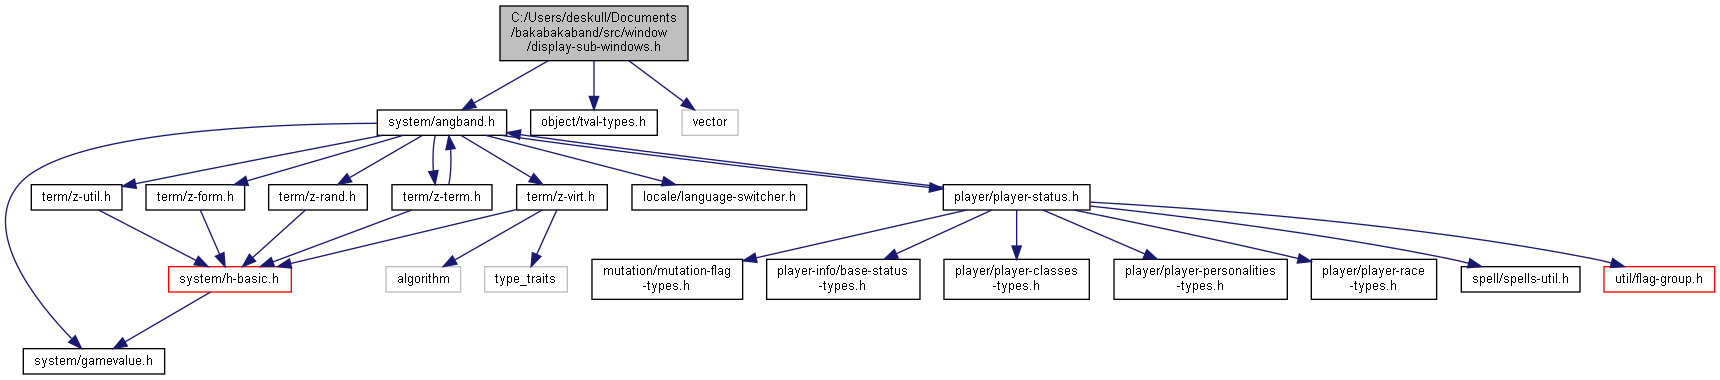 C:/Users/deskull/Documents
/bakabakaband/src/window
/display-sub-windows.h
system/angband.h
object/tval-types.h
vector
term/z-util.h
term/z-form.h
term/z-rand.h
term/z-term.h
term/z-virt.h
locale/language-switcher.h
player/player-status.h
system/h-basic.h
algorithm
type_traits
mutation/mutation-flag
-types.h
player-info/base-status
-types.h
player/player-classes
-types.h
player/player-personalities
-types.h
player/player-race
-types.h
spell/spells-util.h
util/flag-group.h
system/gamevalue.h